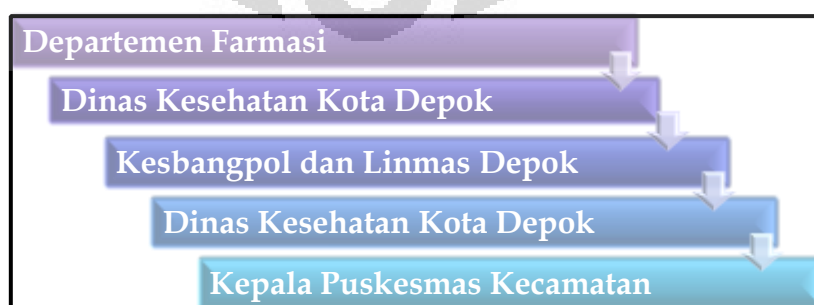 Departemen Farmasi
Dinas Kesehatan Kota Depok
Kesbangpol dan Linmas Depok
Dinas Kesehatan Kota Depok
Kepala Puskesmas Kecamatan